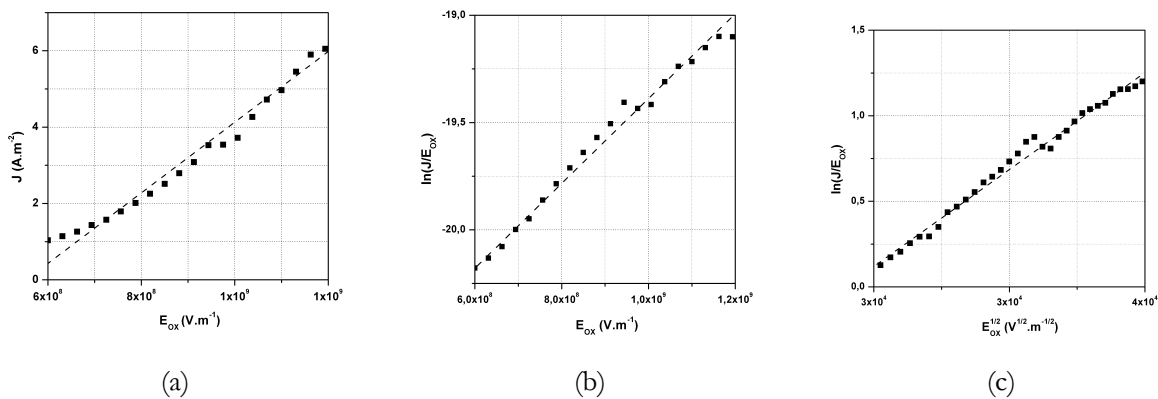 J (A.m⁻²)
6
4
2
0
6x10⁸
8x10⁸
1x10⁹
1x10⁹
E_OX (V.m⁻¹)
(a)
ln(J/E_OX)
-19,0
-19,5
-20,0
6,0x10⁸
8,0x10⁸
1,0x10⁹
1,2x10⁹
E_OX (V.m⁻¹)
(b)
ln(J/E_OX)
1,5
1,0
0,5
0,0
3x10⁴
3x10⁴
4x10⁴
E_OX^1/2 (V^1/2.m^-1/2)
(c)